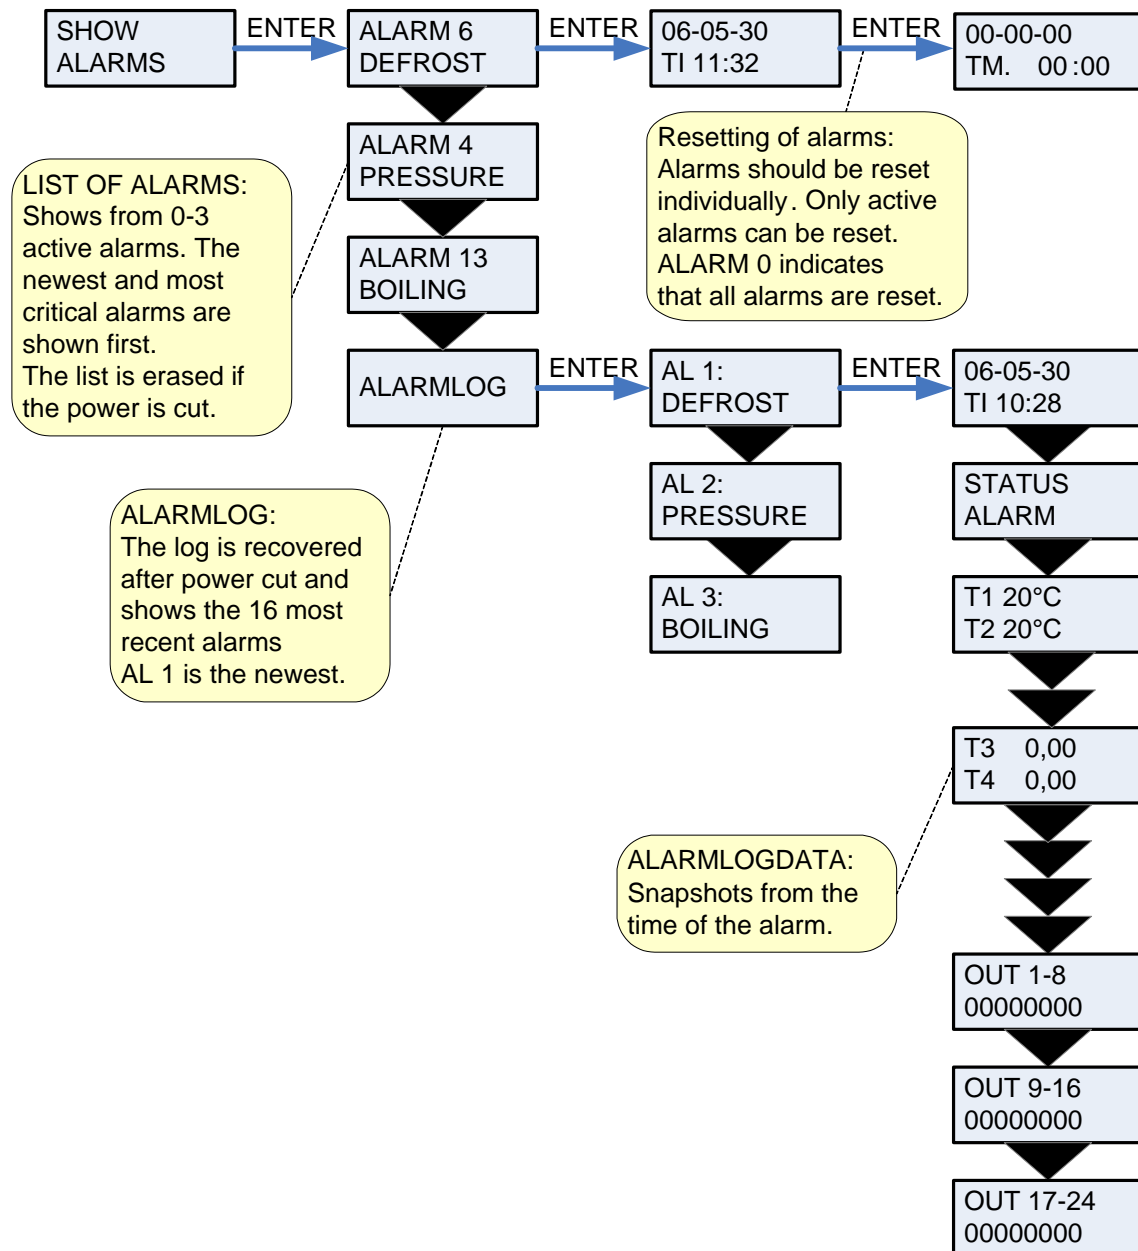 SHOW
ALARMS
ENTER
ALARM 6
DEFROST
ENTER
06-05-30
TI 11:32
ENTER
00-00-00
TM. 00:00
ALARM 4
PRESSURE
ALARM 13
BOILING
LIST OF ALARMS:
Shows from 0-3
active alarms. The
newest and most
critical alarms are
shown first.
The list is erased if
the power is cut.
Resetting of alarms:
Alarms should be reset
individually. Only active
alarms can be reset.
ALARM 0 indicates
that all alarms are reset.
ALARMLOG
ENTER
AL 1:
DEFROST
ENTER
06-05-30
TI 10:28
AL 2:
PRESSURE
AL 3:
BOILING
STATUS
ALARM
T1 20°C
T2 20°C
ALARMLOG:
The log is recovered
after power cut and
shows the 16 most
recent alarms
AL 1 is the newest.
T3 0,00
T4 0,00
ALARMLOGDATA:
Snapshots from the
time of the alarm.
OUT 1-8
00000000
OUT 9-16
00000000
OUT 17-24
00000000